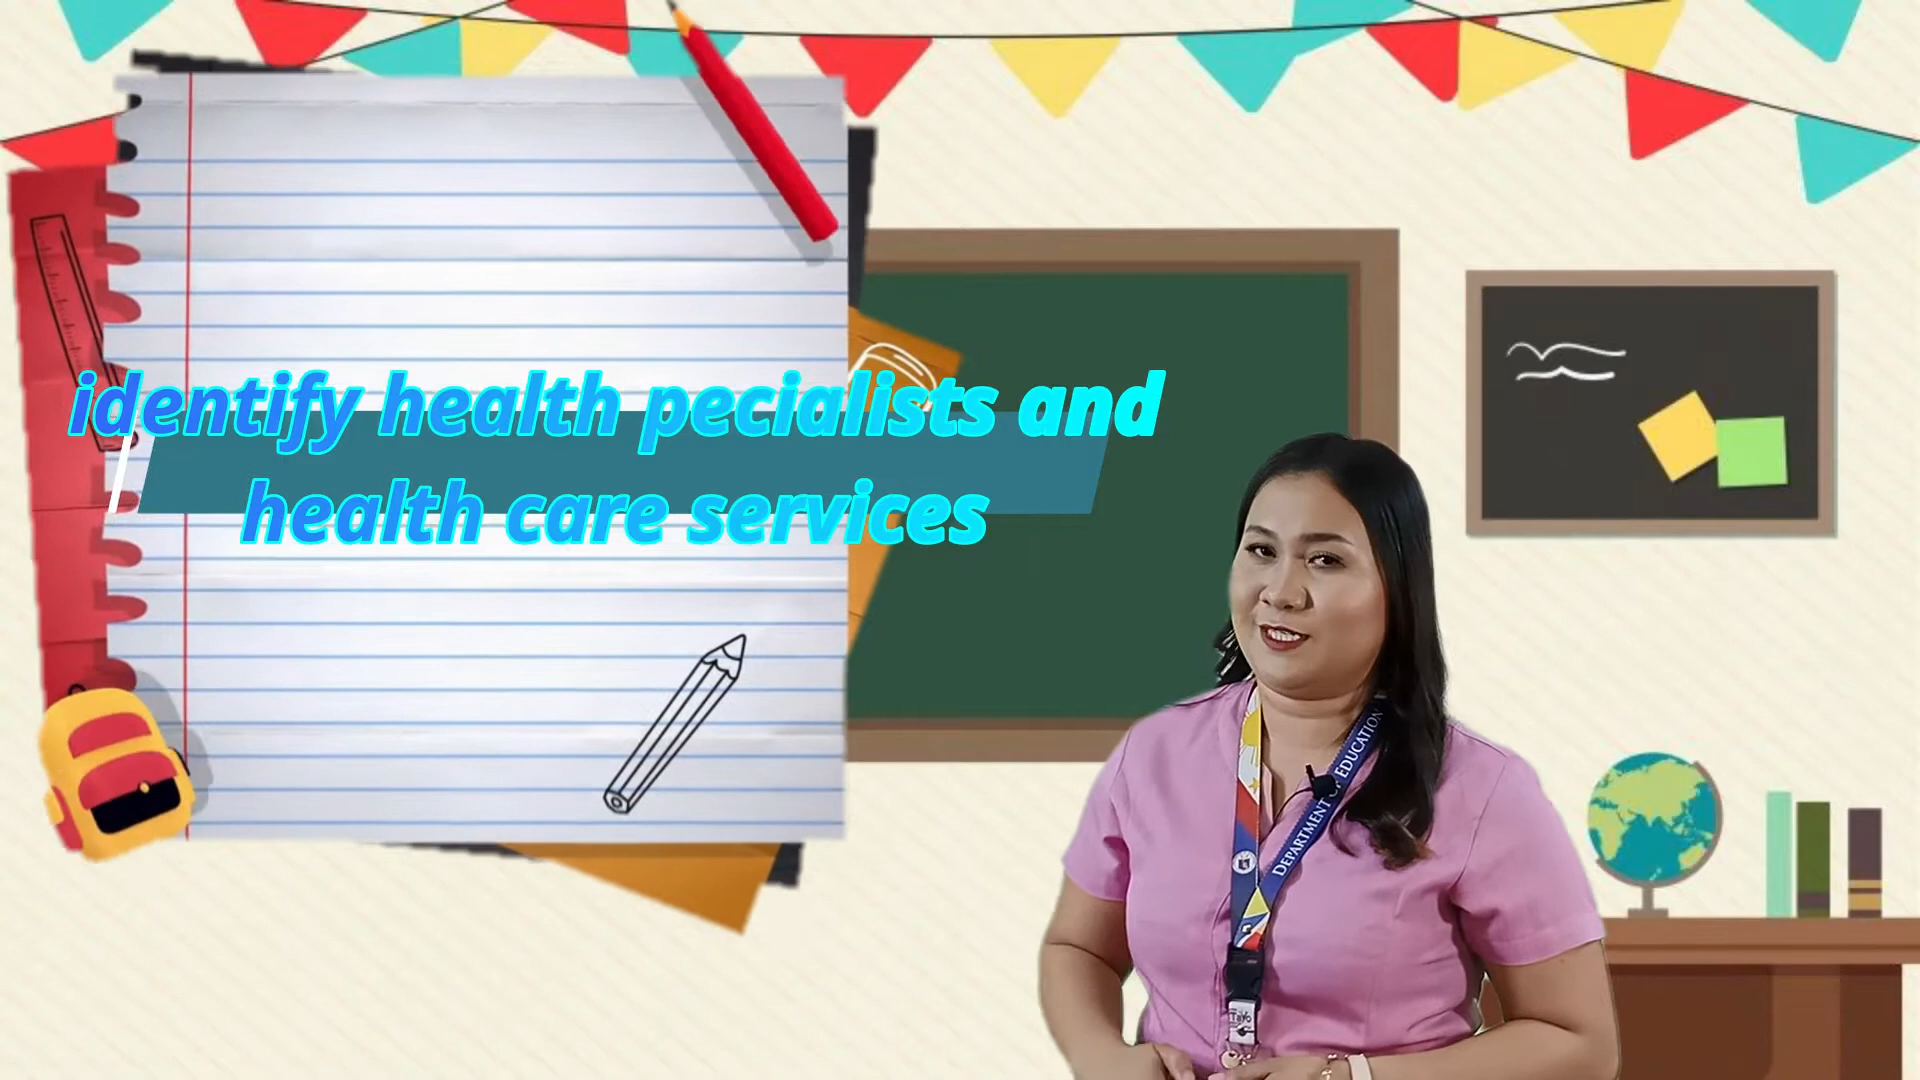 identify health pecialists and
health care services
DEPARTMENT OF EDUCATION